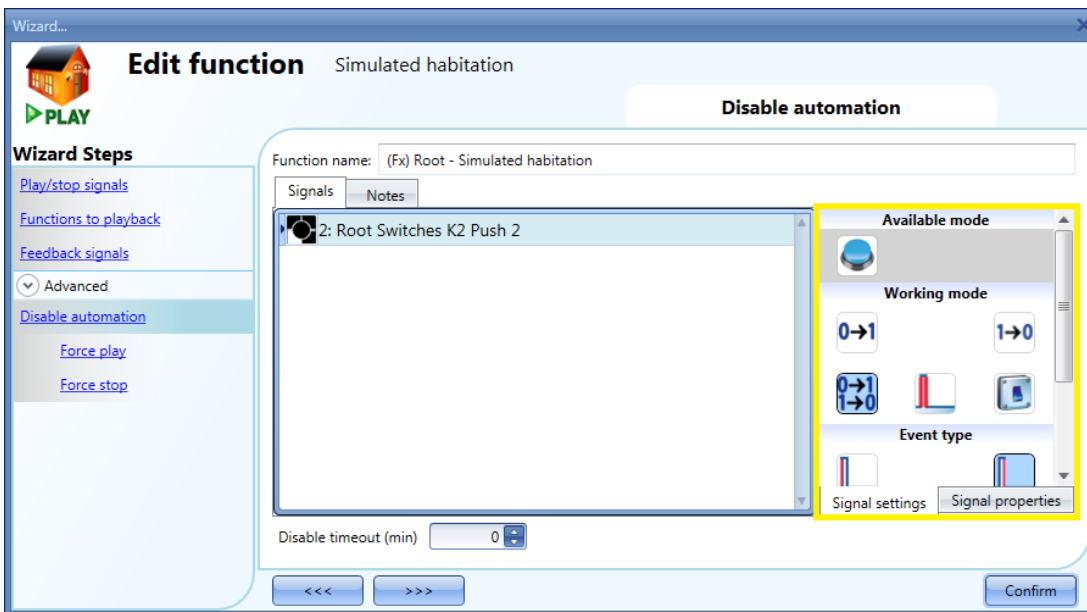 Wizard...
Edit function Simulated habitation
PLAY
Disable automation
Wizard Steps
Play/stop signals
Functions to playback
Feedback signals
Advanced
Disable automation
Force play
Force stop
Function name: (Fx) Root - Simulated habitation
Signals Notes
2: Root Switches K2 Push 2
Available mode
Working mode
0→1 1→0
0→1
1→0
Event type
Signal settings Signal properties
Disable timeout (min) 0
<<< >>> Confirm